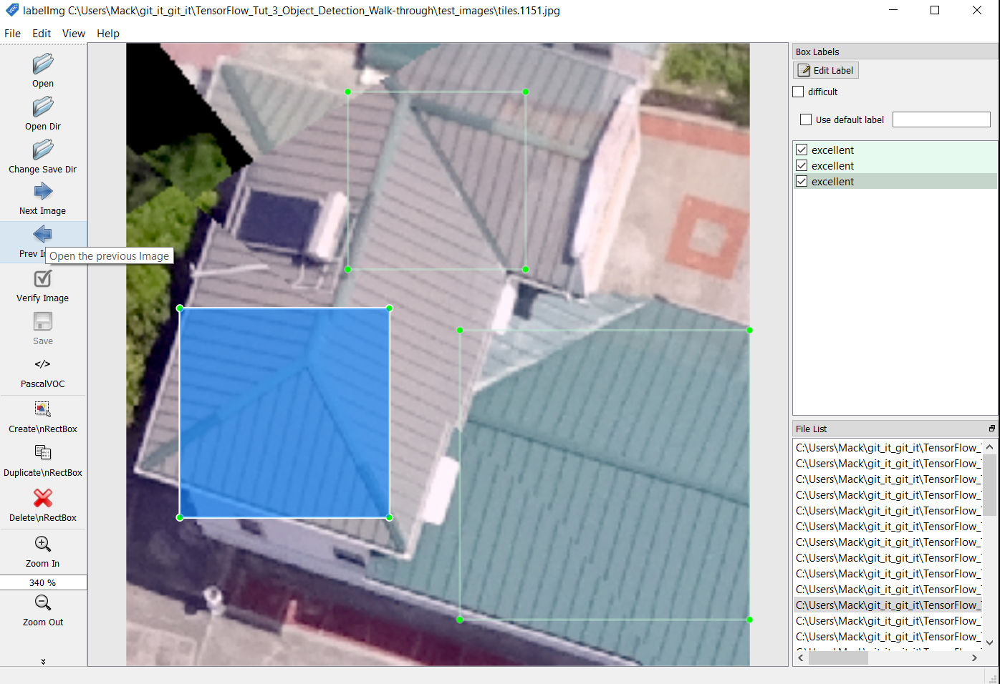 labelImg C:\Users\Mack\git_it_git_it\TensorFlow_Tut_3_Object_Detection_Walk-through\test_images\tiles.1151.jpg
File Edit View Help
Open
Open Dir
Change Save Dir
Next Image
Prev I
Open the previous Image
Verify Image
Save
</>
PascalVOC
Create\nRectBox
Duplicate\nRectBox
Delete\nRectBox
Zoom In
340 %
Zoom Out
Box Labels
Edit Label
difficult
Use default label
excellent
excellent
excellent
File List
C:\Users\Mack\git_it_git_it\TensorFlow_
C:\Users\Mack\git_it_git_it\TensorFlow_
C:\Users\Mack\git_it_git_it\TensorFlow_
C:\Users\Mack\git_it_git_it\TensorFlow_
C:\Users\Mack\git_it_git_it\TensorFlow_
C:\Users\Mack\git_it_git_it\TensorFlow_
C:\Users\Mack\git_it_git_it\TensorFlow_
C:\Users\Mack\git_it_git_it\TensorFlow_
C:\Users\Mack\git_it_git_it\TensorFlow_
C:\Users\Mack\git_it_git_it\TensorFlow_
C:\Users\Mack\git_it_git_it\TensorFlow_
C:\Users\Mack\git_it_git_it\TensorFlow_
C:\Users\Mack\git_it_git_it\TensorFlow_